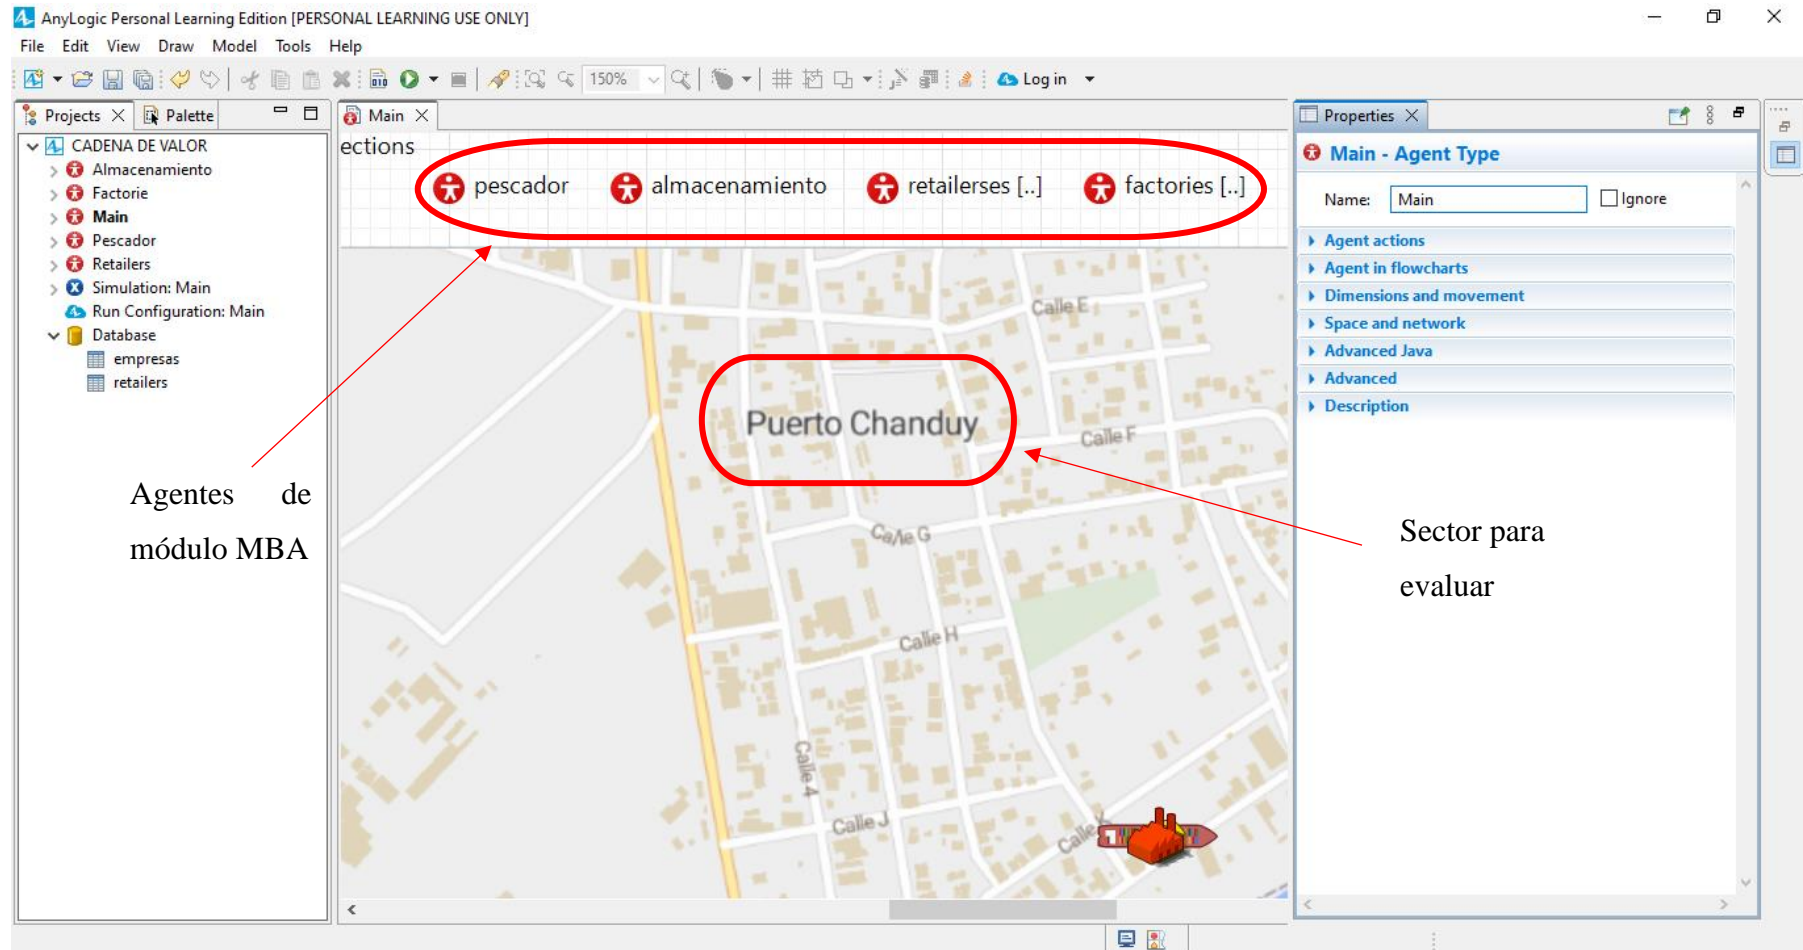 AnyLogic Personal Learning Edition [PERSONAL LEARNING USE ONLY]
File Edit View Draw Model Tools Help
150%
Log in
Projects
Palette
CADENA DE VALOR
Almacenamiento
Factorie
Main
Pescador
Retailers
Simulation: Main
Run Configuration: Main
Database
empresas
retailers
Agentes de
módulo MBA
Main
ections
pescador almacenamiento retailerses [..] factories [..]
Calle E
Puerto Chanduy
Calle F
Calle G
Calle H
Calle 4
Calle J
Calle K
Properties
Main - Agent Type
Name: Main Ignore
Agent actions
Agent in flowcharts
Dimensions and movement
Space and network
Advanced Java
Advanced
Description
Sector para
evaluar